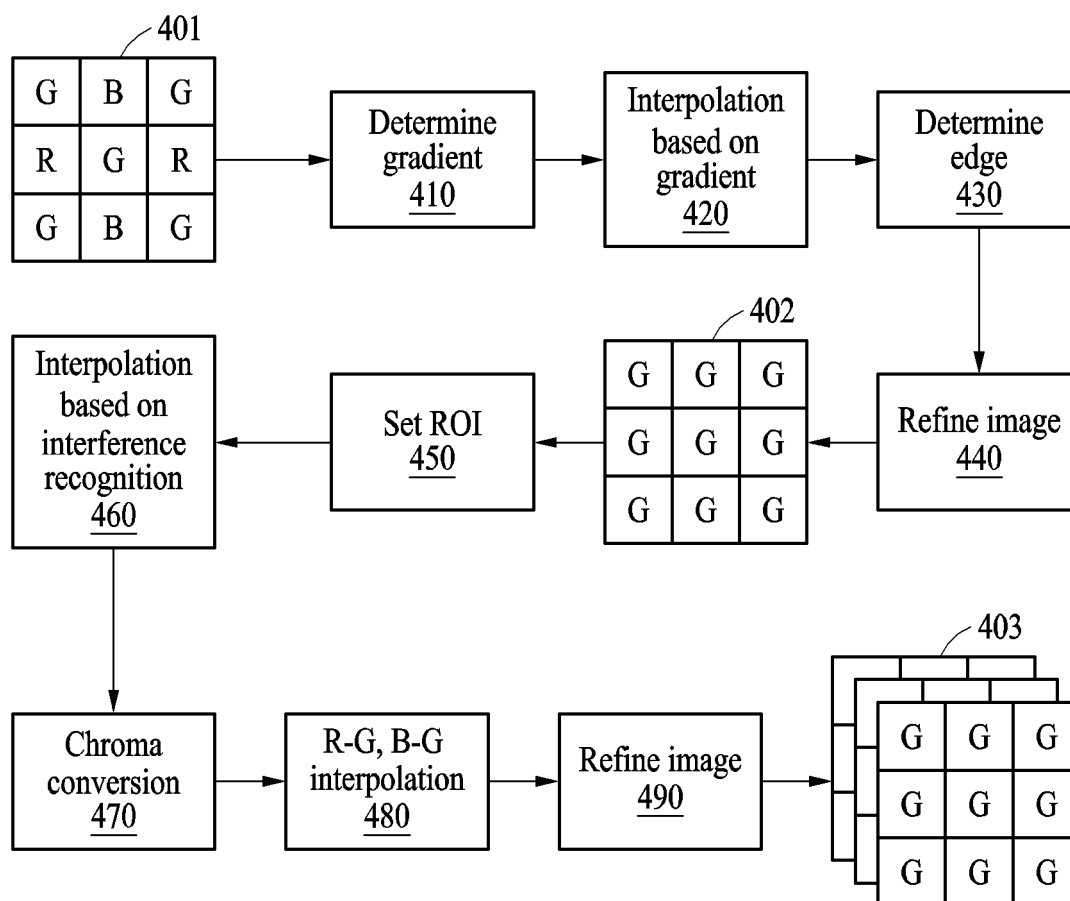 401
G B G
R G R
G B G
Determine
gradient
410
Interpolation
based on
gradient
420
Determine
edge
430
Refine image
440
402
G G G
G G G
G G G
Set ROI
450
Interpolation
based on
interference
recognition
460
Chroma
conversion
470
R-G, B-G
interpolation
480
Refine image
490
403
G G G
G G G
G G G